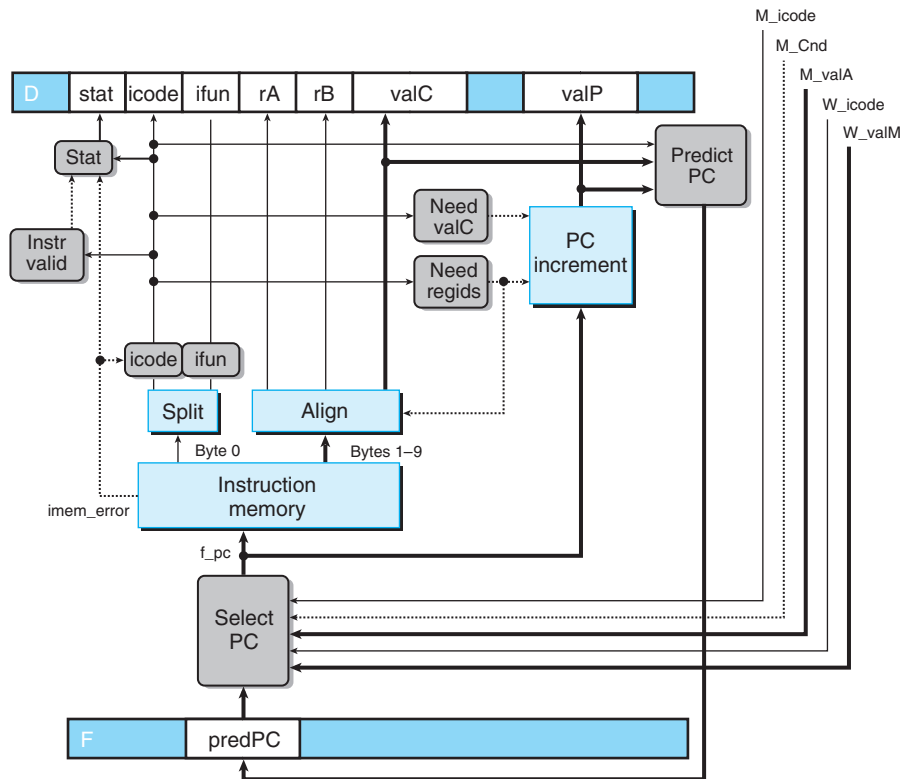 M_icode
M_Cnd
M_valA
W_icode
W_valM
D stat icode ifun rA rB valC valP
Stat
Predict
PC
Need
valC
Instr
valid
PC
increment
Need
regids
icode ifun
Split
Align
Byte 0
Bytes 1–9
Instruction
memory
imem_error
f_pc
Select
PC
F predPC